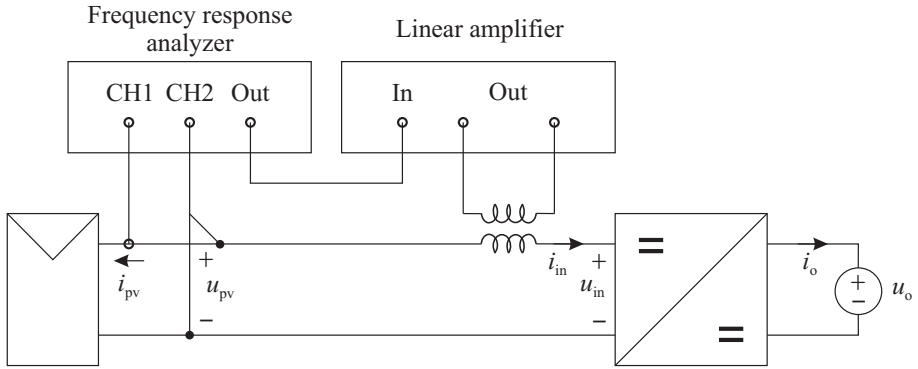 Frequency response
analyzer
Linear amplifier
CH1 CH2 Out
In Out
i_pv
+
u_pv
−
i_in
+
u_in
−
=
=
i_o
+
−
u_o